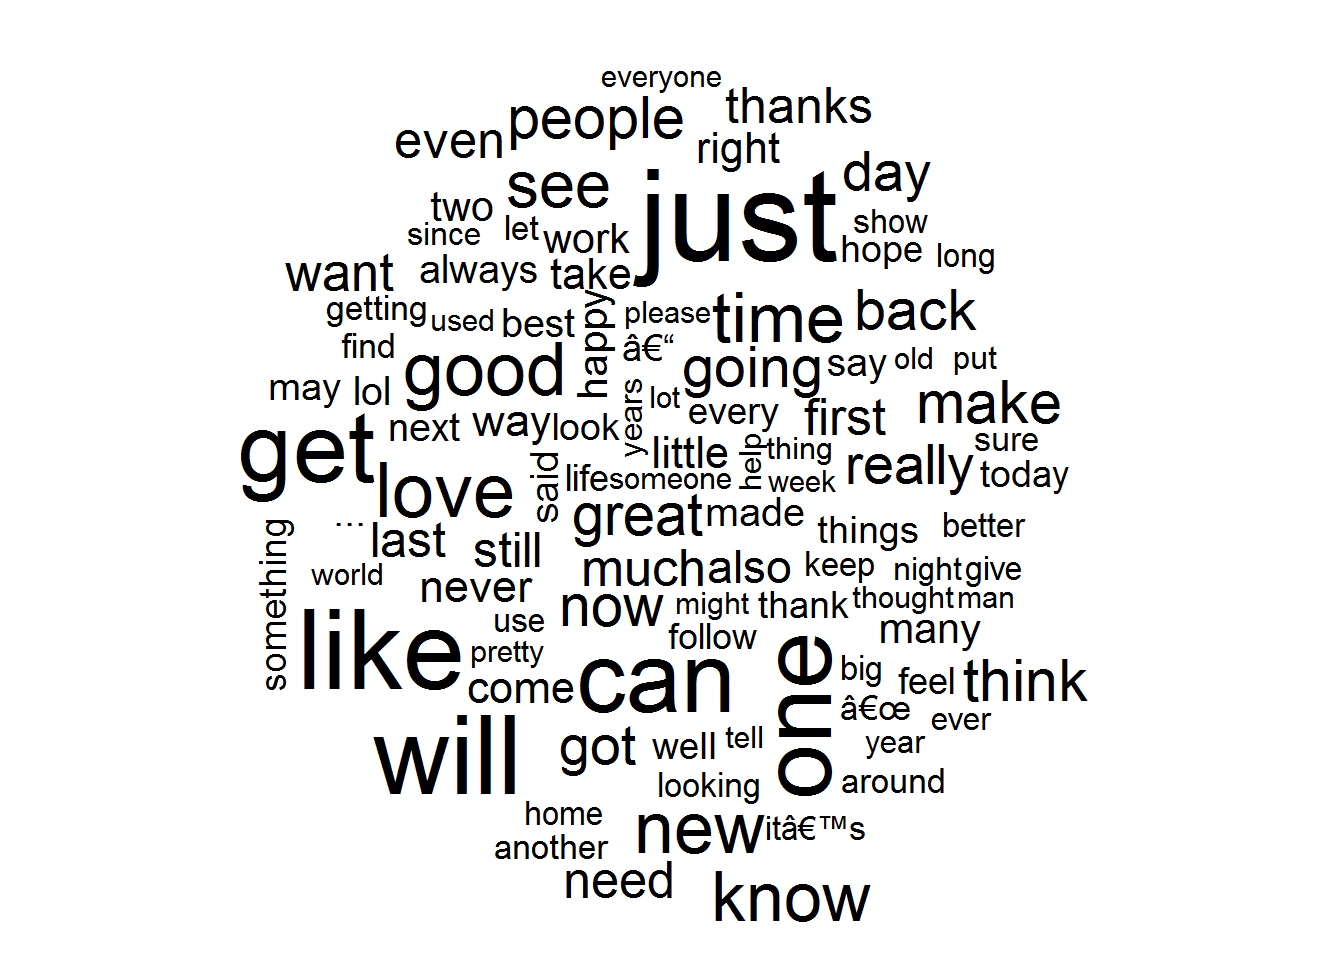 everyone
people
thanks
even
right
day
see
just
two
show
since
let
work
hope
long
want
always
take
getting
used
best
happy
please
time
back
find
â€“
good
going
say
old
put
may
lol
years
lot
every
first
make
get
next
way
look
little
help
thing
sure
love
said
life
someone
week
really
today
great
made
things
better
...
last
still
something
world
never
much
also
keep
night
give
like
use
now
might
thank
thought
man
pretty
follow
many
come
can
one
big
feel
think
â€œ
ever
will
got
well
tell
year
looking
around
home
new
itâ€™s
another
need
know